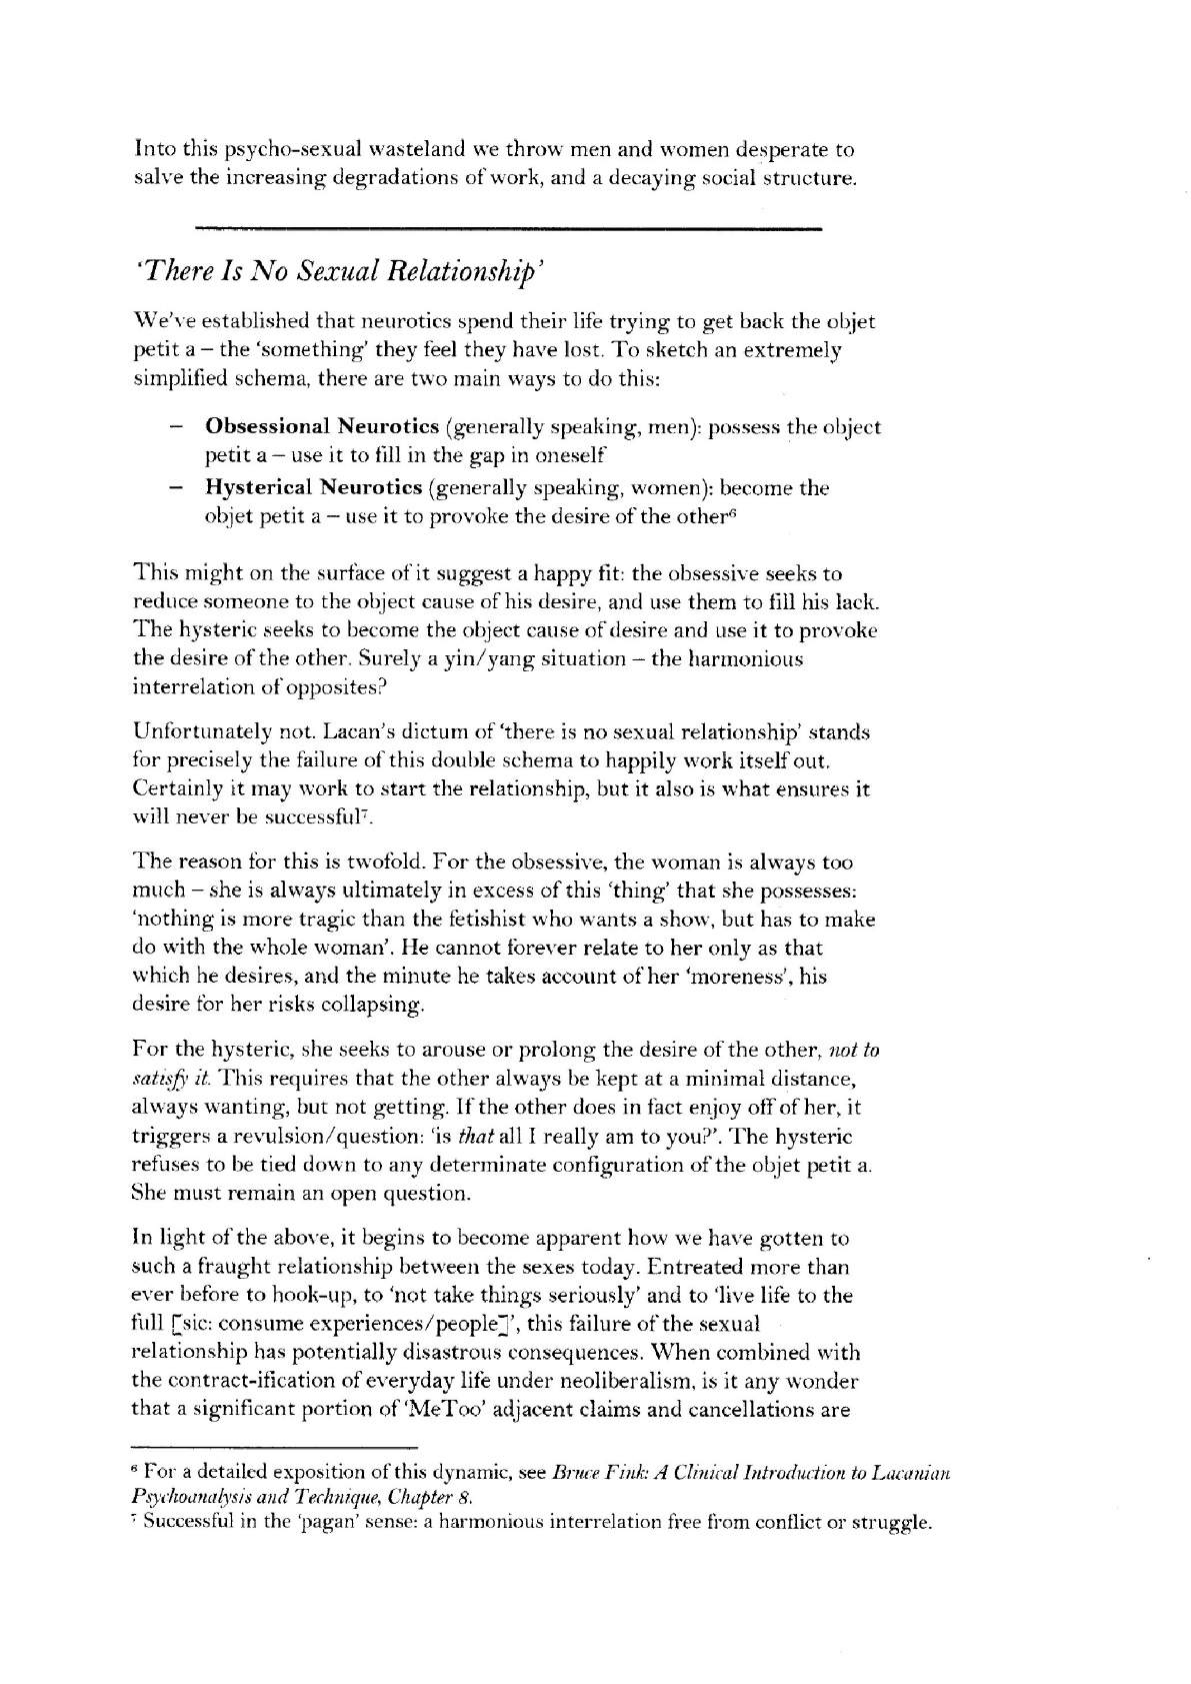 Into this psycho-sexual wasteland we throw men and women desperate to
salve the increasing degradations of work, and a decaying social structure.
'There Is No Sexual Relationship'
We've established that neurotics spend their life trying to get back the objet
petit a – the 'something' they feel they have lost. To sketch an extremely
simplified schema, there are two main ways to do this:
– Obsessional Neurotics (generally speaking, men): possess the object
petit a – use it to fill in the gap in oneself
– Hysterical Neurotics (generally speaking, women): become the
objet petit a – use it to provoke the desire of the other⁶
This might on the surface of it suggest a happy fit: the obsessive seeks to
reduce someone to the object cause of his desire, and use them to fill his lack.
The hysteric seeks to become the object cause of desire and use it to provoke
the desire of the other. Surely a yin/yang situation – the harmonious
interrelation of opposites?
Unfortunately not. Lacan's dictum of 'there is no sexual relationship' stands
for precisely the failure of this double schema to happily work itself out.
Certainly it may work to start the relationship, but it also is what ensures it
will never be successful⁷.
The reason for this is twofold. For the obsessive, the woman is always too
much – she is always ultimately in excess of this 'thing' that she possesses:
'nothing is more tragic than the fetishist who wants a show, but has to make
do with the whole woman'. He cannot forever relate to her only as that
which he desires, and the minute he takes account of her 'moreness', his
desire for her risks collapsing.
For the hysteric, she seeks to arouse or prolong the desire of the other, not to
satisfy it. This requires that the other always be kept at a minimal distance,
always wanting, but not getting. If the other does in fact enjoy off of her, it
triggers a revulsion/question: 'is that all I really am to you?'. The hysteric
refuses to be tied down to any determinate configuration of the objet petit a.
She must remain an open question.
In light of the above, it begins to become apparent how we have gotten to
such a fraught relationship between the sexes today. Entreated more than
ever before to hook-up, to 'not take things seriously' and to 'live life to the
full [sic: consume experiences/people]', this failure of the sexual
relationship has potentially disastrous consequences. When combined with
the contract-ification of everyday life under neoliberalism, is it any wonder
that a significant portion of 'MeToo' adjacent claims and cancellations are
⁶ For a detailed exposition of this dynamic, see Bruce Fink: A Clinical Introduction to Lacanian
Psychoanalysis and Technique, Chapter 8.
⁷ Successful in the 'pagan' sense: a harmonious interrelation free from conflict or struggle.